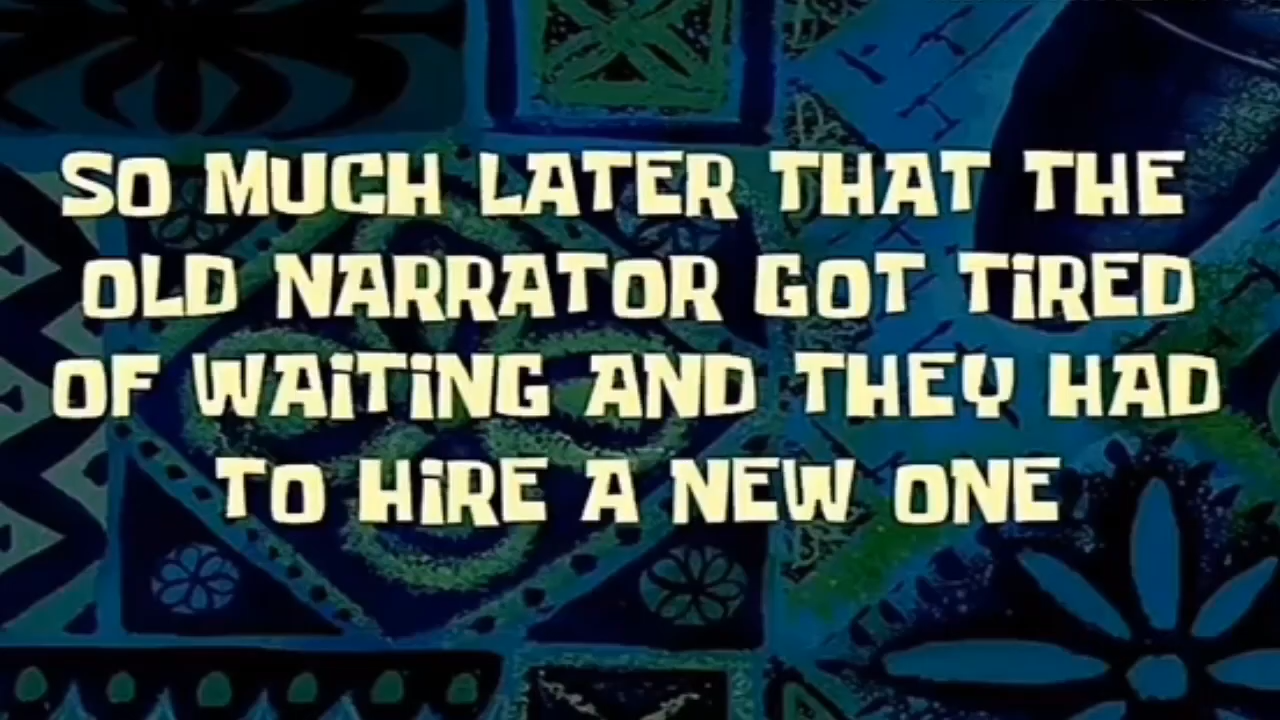 SO MUCH LATER THAT THE
OLD NARRATOR GOT TiRED
OF WAiTiNG AND THEY HAD
TO HiRE A NEW ONE